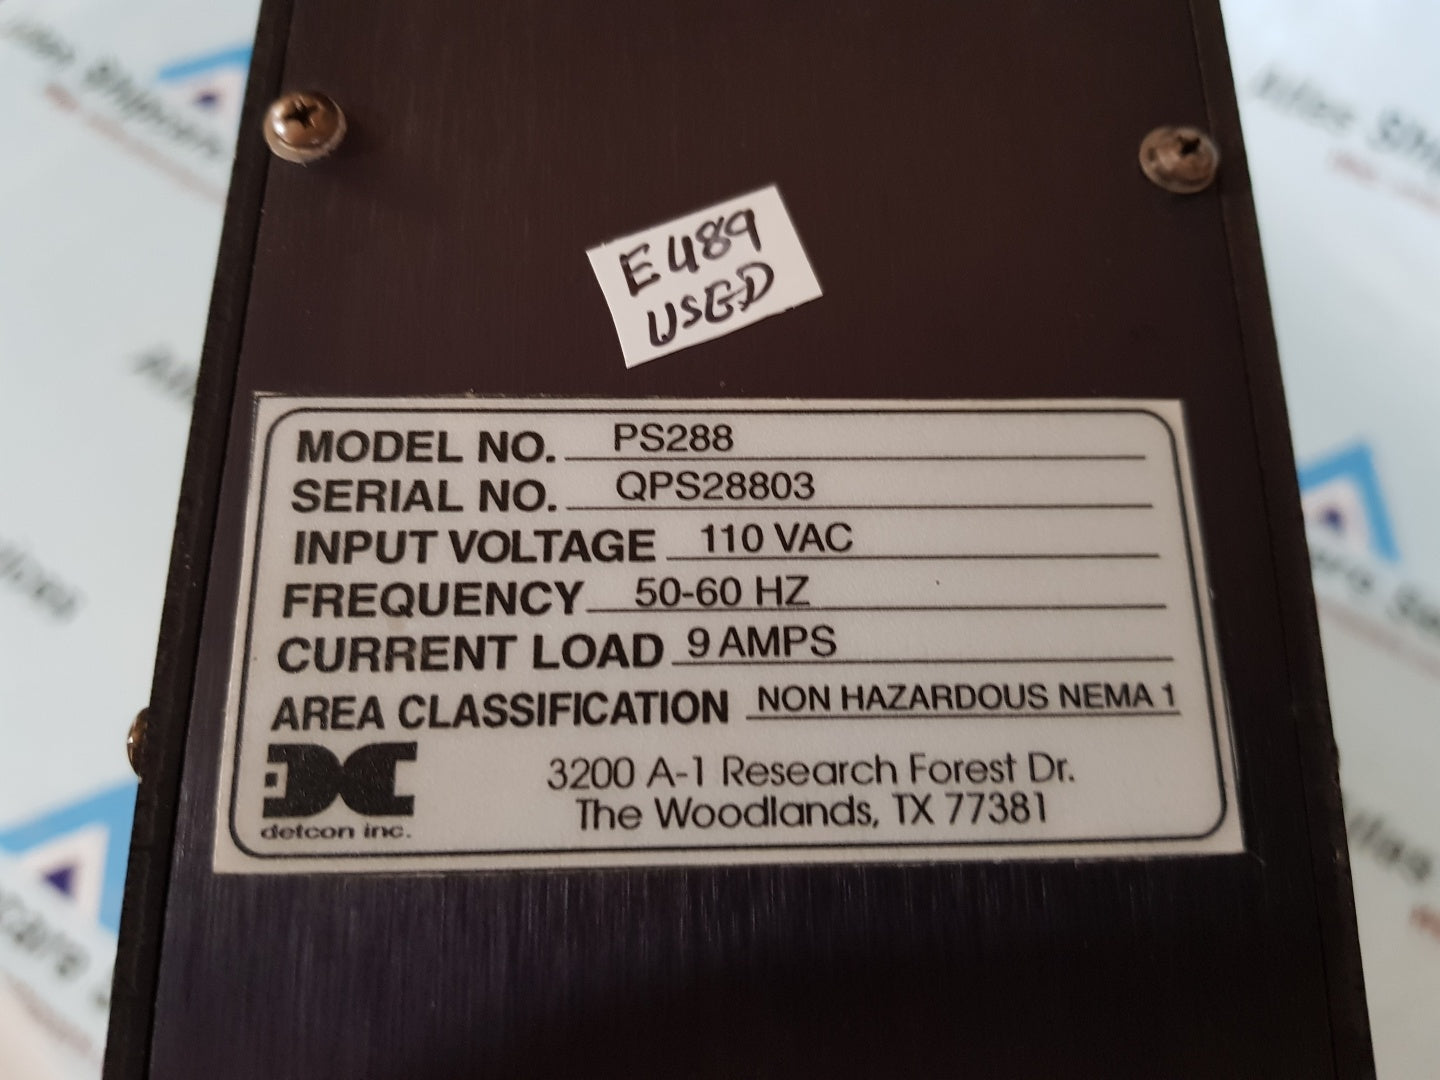 E489
USED
MODEL NO. PS288
SERIAL NO. QPS28803
INPUT VOLTAGE 110 VAC
FREQUENCY 50-60 HZ
CURRENT LOAD 9 AMPS
AREA CLASSIFICATION NON HAZARDOUS NEMA 1
detcon inc.
3200 A-1 Research Forest Dr.
The Woodlands, TX 77381